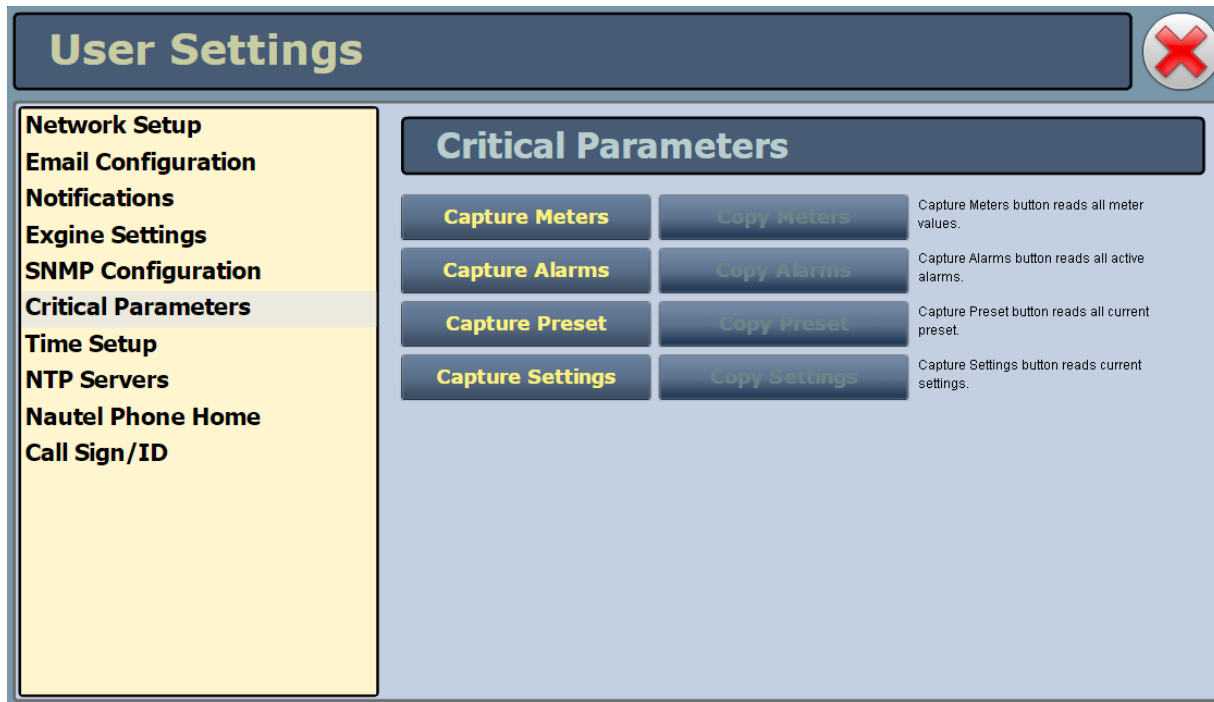 User Settings
Network Setup
Email Configuration
Notifications
Exgine Settings
SNMP Configuration
Critical Parameters
Time Setup
NTP Servers
Nautel Phone Home
Call Sign/ID
Critical Parameters
Capture Meters
Copy Meters
Capture Meters button reads all meter
values.
Capture Alarms
Copy Alarms
Capture Alarms button reads all active
alarms.
Capture Preset
Copy Preset
Capture Preset button reads all current
preset.
Capture Settings
Copy Settings
Capture Settings button reads current
settings.